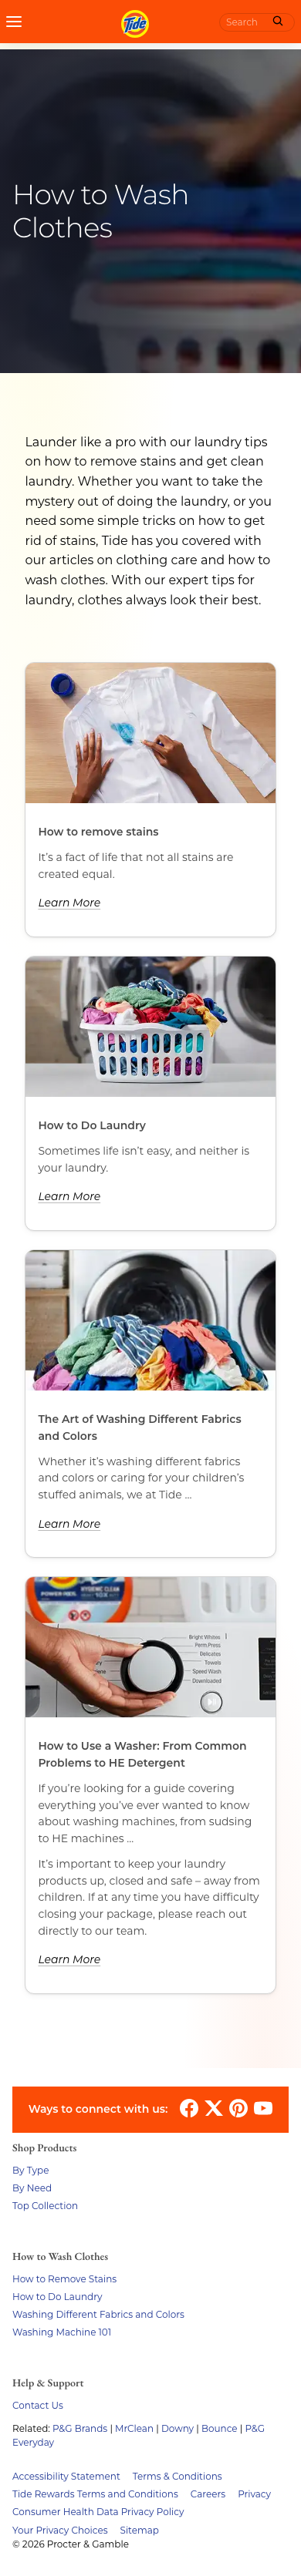 Tide
Search
How to Wash
Clothes
Launder like a pro with our laundry tips
on how to remove stains and get clean
laundry. Whether you want to take the
mystery out of doing the laundry, or you
need some simple tricks on how to get
rid of stains, Tide has you covered with
our articles on clothing care and how to
wash clothes. With our expert tips for
laundry, clothes always look their best.
How to remove stains
It’s a fact of life that not all stains are
created equal.
Learn More
How to Do Laundry
Sometimes life isn’t easy, and neither is
your laundry.
Learn More
The Art of Washing Different Fabrics
and Colors
Whether it’s washing different fabrics
and colors or caring for your children’s
stuffed animals, we at Tide ...
Learn More
POWER PODS
HYGIENIC CLEAN
Bright Whites
Perm.Press
Delicates
Towels
Speed Wash
Downloaded
How to Use a Washer: From Common
Problems to HE Detergent
If you’re looking for a guide covering
everything you’ve ever wanted to know
about washing machines, from sudsing
to HE machines ...
It’s important to keep your laundry
products up, closed and safe – away from
children. If at any time you have difficulty
closing your package, please reach out
directly to our team.
Learn More
Ways to connect with us:
Shop Products
By Type
By Need
Top Collection
How to Wash Clothes
How to Remove Stains
How to Do Laundry
Washing Different Fabrics and Colors
Washing Machine 101
Help & Support
Contact Us
Related: P&G Brands | MrClean | Downy | Bounce | P&G
Everyday
Accessibility Statement Terms & Conditions
Tide Rewards Terms and Conditions Careers Privacy
Consumer Health Data Privacy Policy
Your Privacy Choices Sitemap
© 2026 Procter & Gamble